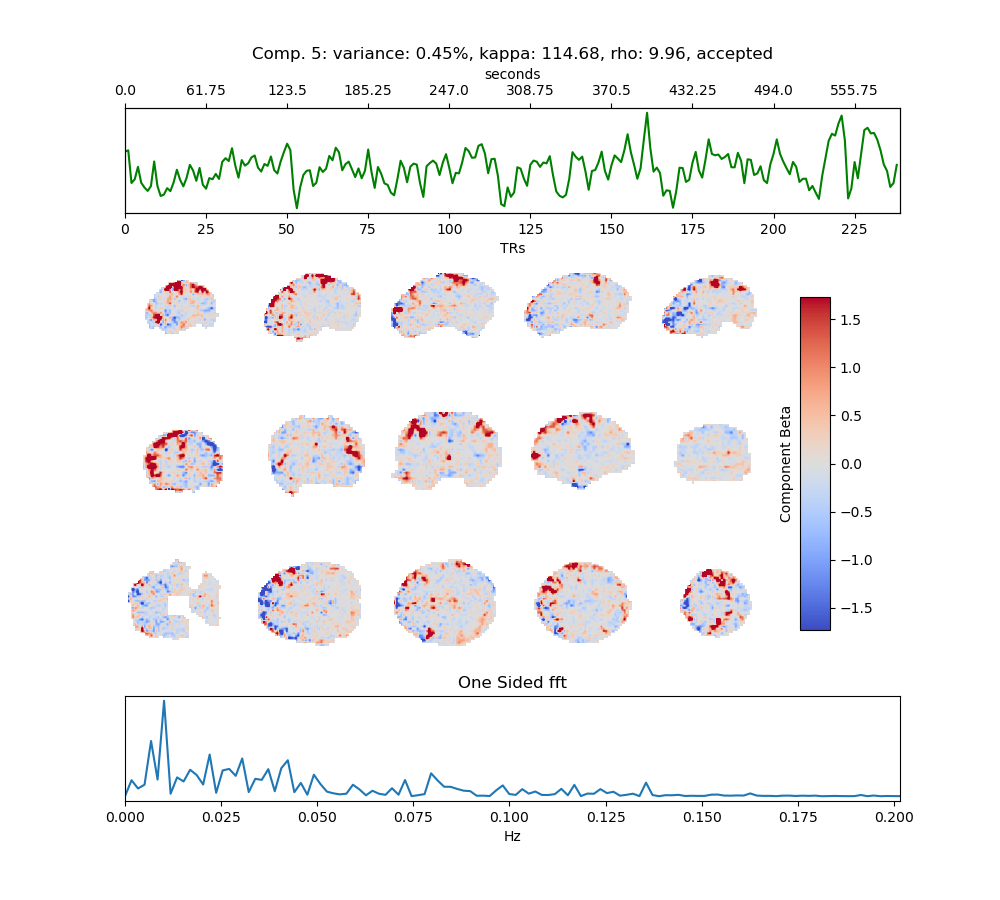 Comp. 5: variance: 0.45%, kappa: 114.68, rho: 9.96, accepted
seconds
0.0 61.75 123.5 185.25 247.0 308.75 370.5 432.25 494.0 555.75
0 25 50 75 100 125 150 175 200 225
TRs
Component Beta
1.5
1.0
0.5
0.0
−0.5
−1.0
−1.5
One Sided fft
0.000 0.025 0.050 0.075 0.100 0.125 0.150 0.175 0.200
Hz